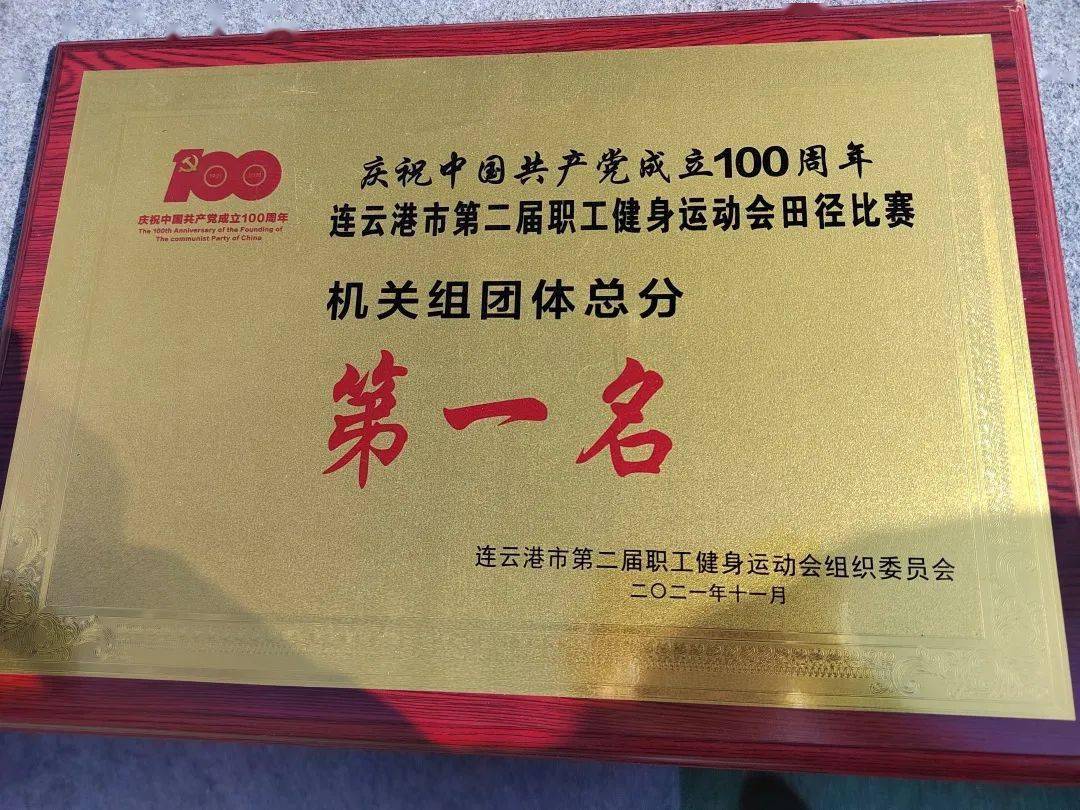 100
庆祝中国共产党成立100周年
The 100th Anniversary of the Founding of
The communist Party of China
庆祝中国共产党成立100周年
连云港市第二届职工健身运动会田径比赛
机关组团体总分
第一名
连云港市第二届职工健身运动会组织委员会
二〇二一年十一月